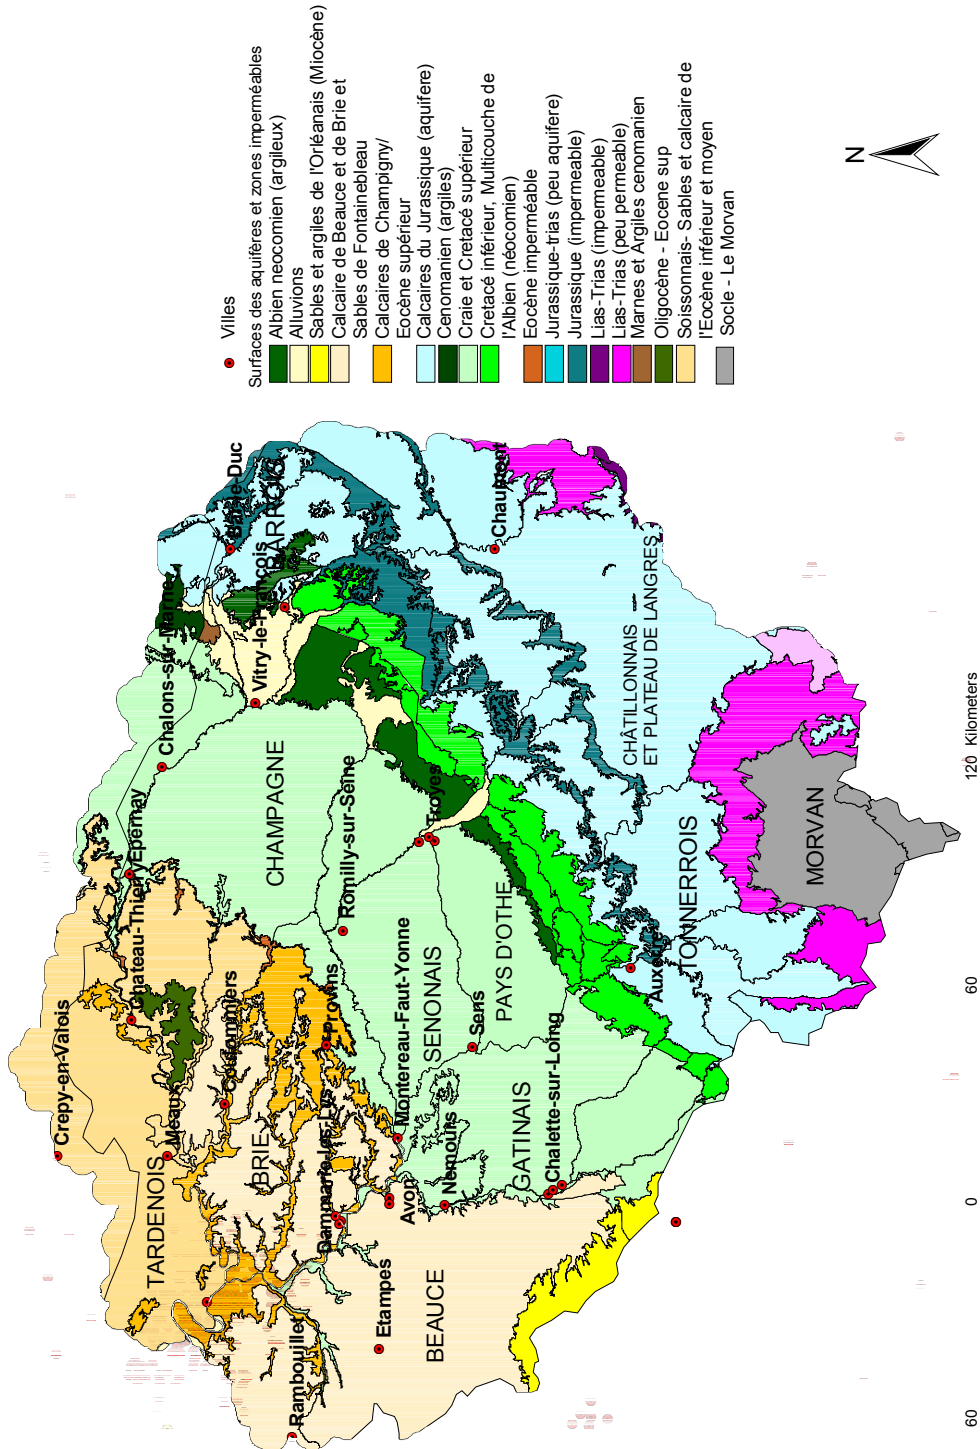 Villes
Surfaces des aquifères et zones imperméables
Albien neocomien (argileux)
Alluvions
Sables et argiles de l'Orléanais (Miocène)
Calcaire de Beauce et de Brie et
Sables de Fontainebleau
Calcaires de Champigny/
Eocène supérieur
Calcaires du Jurassique (aquifere)
Cenomanien (argiles)
Craie et Cretacé supérieur
Cretacé inférieur, Multicouche de
l'Albien (néocomien)
Eocène imperméable
Jurassique-trias (peu aquifere)
Jurassique (impermeable)
Lias-Trias (impermeable)
Lias-Trias (peu permeable)
Marnes et Argiles cenomanien
Oligocène - Eocene sup
Soissonnais- Sables et calcaire de
l'Eocène inférieur et moyen
Socle - Le Morvan
N
Crepy-en-Valois
Chateau-Thierry
Epernay
Chalons-sur-Marne
TARDENOIS
Meaux
Coulommiers
Bar-le-Duc
Vitry-le-François
BARROIS
BRIE
CHAMPAGNE
Rambouillet
Dammarie-les-Lys
Provins
Romilly-sur-Seine
Etampes
Avon
Montereau-Faut-Yonne
Troyes
BEAUCE
Nemours
SENONAIS
Sens
PAYS D'OTHE
Chaumont
GATINAIS
Chalette-sur-Loing
Auxerre
TONNERROIS
CHÂTILLONNAIS
ET PLATEAU DE LANGRES
MORVAN
60 0 60 120 Kilometers